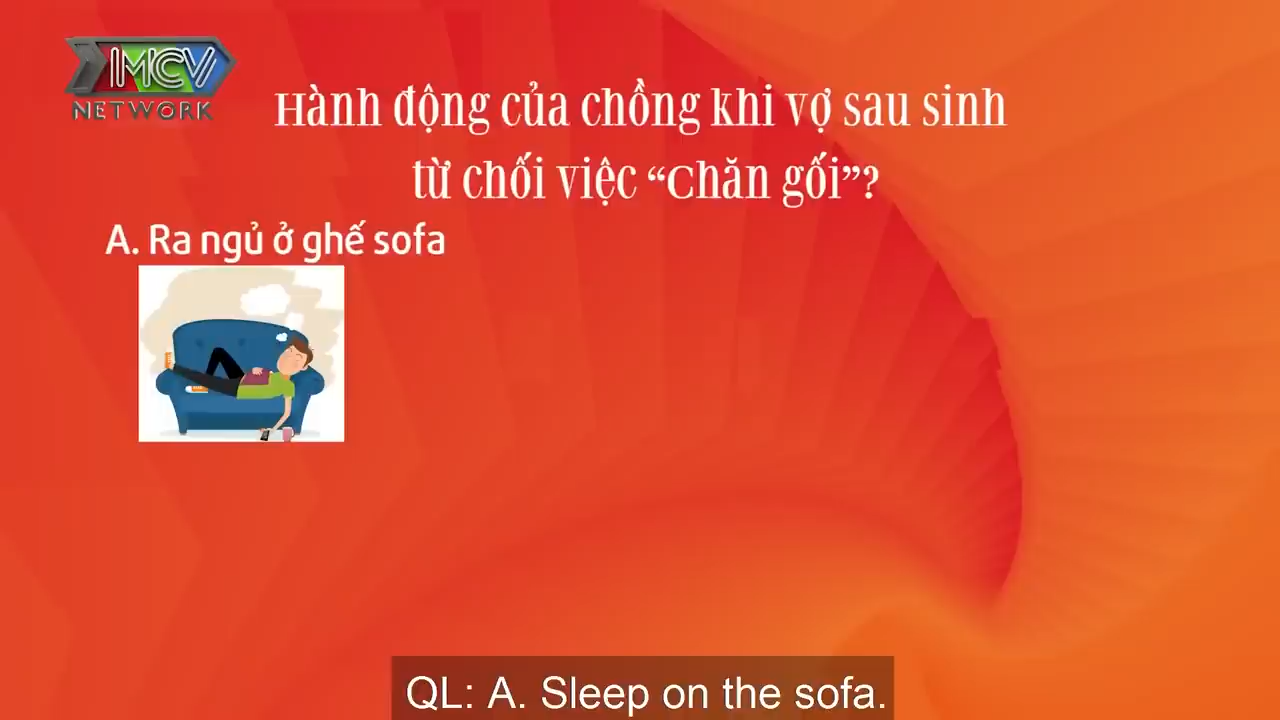 MCV
NETWORK
Hành động của chồng khi vợ sau sinh
từ chối việc “Chăn gối”?
A. Ra ngủ ở ghế sofa
QL: A. Sleep on the sofa.